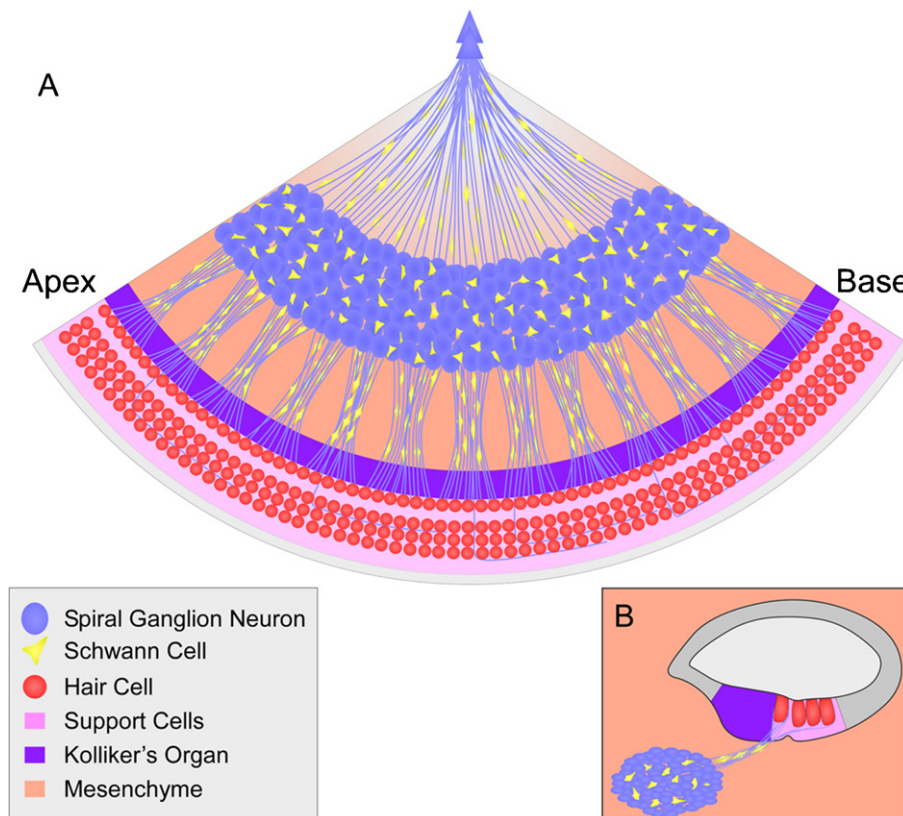 A
Apex
Base
Spiral Ganglion Neuron
Schwann Cell
Hair Cell
Support Cells
Kolliker's Organ
Mesenchyme
B